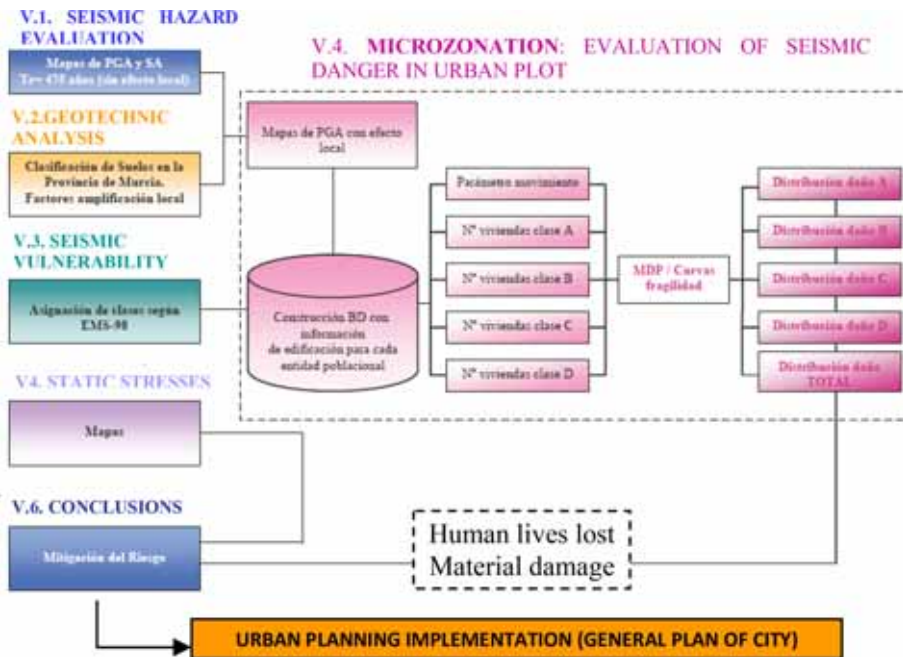 V.1. SEISMIC HAZARD
EVALUATION
Mapas de PGA y SA
Tr= 475 años (sin efecto local)
V.2.GEOTECHNIC
ANALYSIS
Clasificación de Suelos en la
Provincia de Murcia.
Factores amplificación local
V.3. SEISMIC
VULNERABILITY
Asignación de clases según
EMS-98
V4. STATIC STRESSES
Mapas
V.6. CONCLUSIONS
Mitigación del Riesgo
V.4. MICROZONATION: EVALUATION OF SEISMIC
DANGER IN URBAN PLOT
Mapas de PGA con efecto
local
Construcción BD con
información
de edificación para cada
entidad poblacional
Parámetro movimiento
Nº viviendas clase A
Nº viviendas clase B
Nº viviendas clase C
Nº viviendas clase D
MDP / Curvas
fragilidad
Distribución daño A
Distribución daño B
Distribución daño C
Distribución daño D
Distribución daño
TOTAL
Human lives lost
Material damage
URBAN PLANNING IMPLEMENTATION (GENERAL PLAN OF CITY)